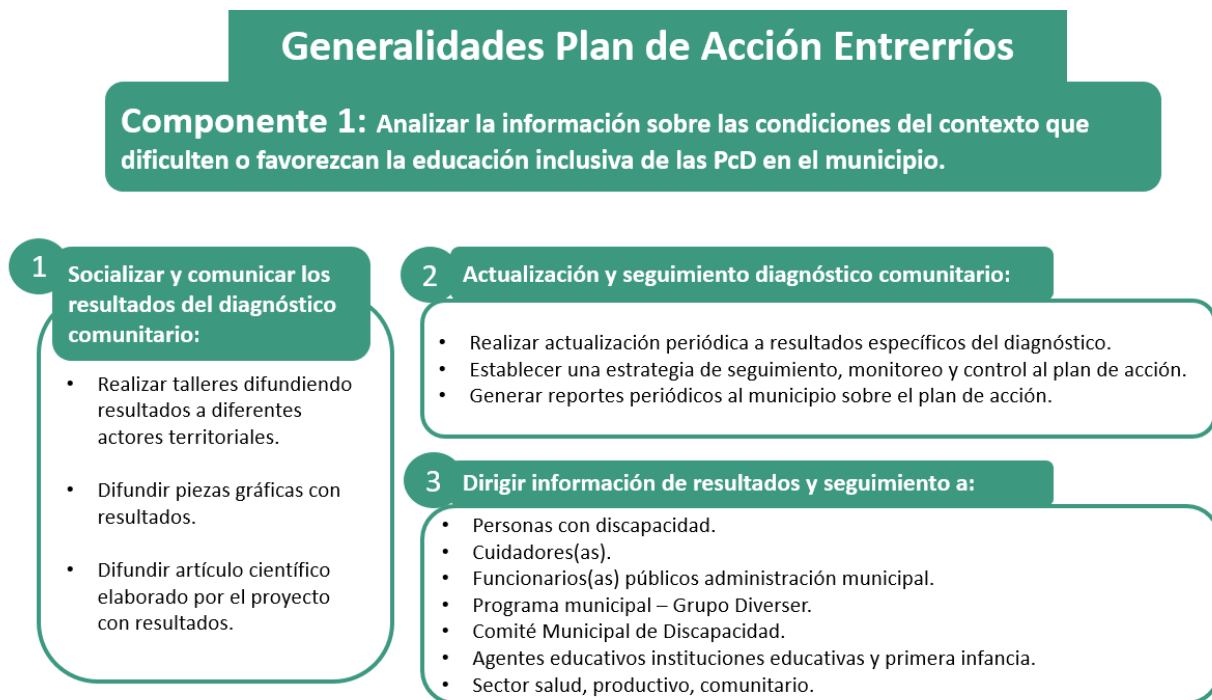 Generalidades Plan de Acción Entrerríos
Componente 1: Analizar la información sobre las condiciones del contexto que
dificulten o favorezcan la educación inclusiva de las PcD en el municipio.
1
Socializar y comunicar los
resultados del diagnóstico
comunitario:
• Realizar talleres difundiendo
resultados a diferentes
actores territoriales.
• Difundir piezas gráficas con
resultados.
• Difundir artículo científico
elaborado por el proyecto
con resultados.
2
Actualización y seguimiento diagnóstico comunitario:
• Realizar actualización periódica a resultados específicos del diagnóstico.
• Establecer una estrategia de seguimiento, monitoreo y control al plan de acción.
• Generar reportes periódicos al municipio sobre el plan de acción.
3
Dirigir información de resultados y seguimiento a:
• Personas con discapacidad.
• Cuidadores(as).
• Funcionarios(as) públicos administración municipal.
• Programa municipal – Grupo Diverser.
• Comité Municipal de Discapacidad.
• Agentes educativos instituciones educativas y primera infancia.
• Sector salud, productivo, comunitario.